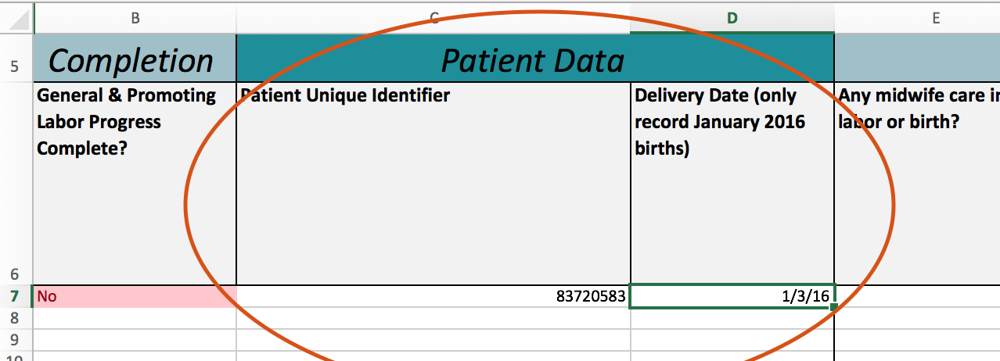 B C D E
5 Completion Patient Data
General & Promoting Patient Unique Identifier Delivery Date (only Any midwife care in
Labor Progress record January 2016 labor or birth?
Complete? births)
6
7 No 83720583 1/3/16
8
9
10